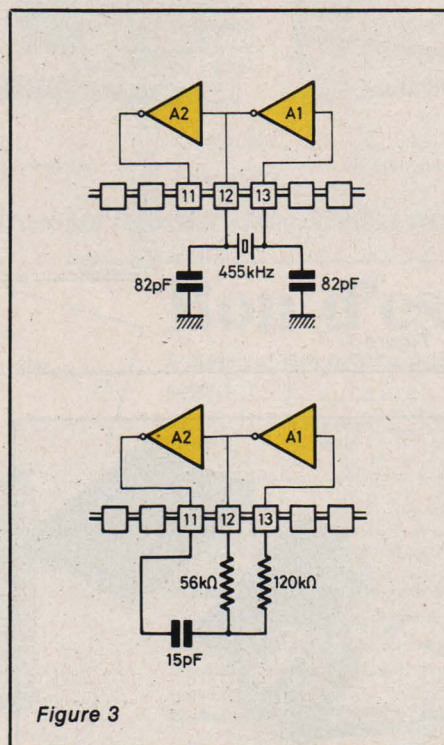 A2 A1
11 12 13
455kHz
82pF 82pF
A2 A1
11 12 13
56kΩ 120kΩ
15pF
Figure 3